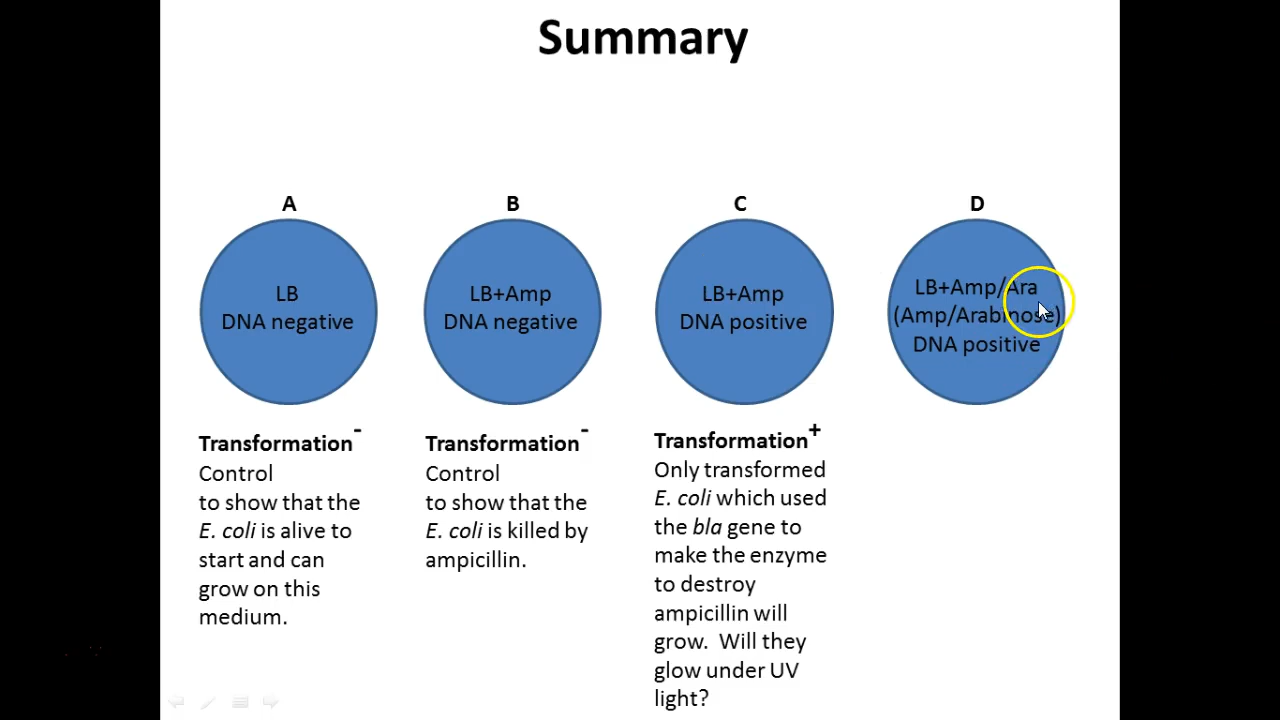 Summary
A
LB
DNA negative
Transformation-
Control
to show that the
E. coli is alive to
start and can
grow on this
medium.
B
LB+Amp
DNA negative
Transformation-
Control
to show that the
E. coli is killed by
ampicillin.
C
LB+Amp
DNA positive
Transformation+
Only transformed
E. coli which used
the bla gene to
make the enzyme
to destroy
ampicillin will
grow.  Will they
glow under UV
light?
D
LB+Amp/Ara
(Amp/Arabinose)
DNA positive